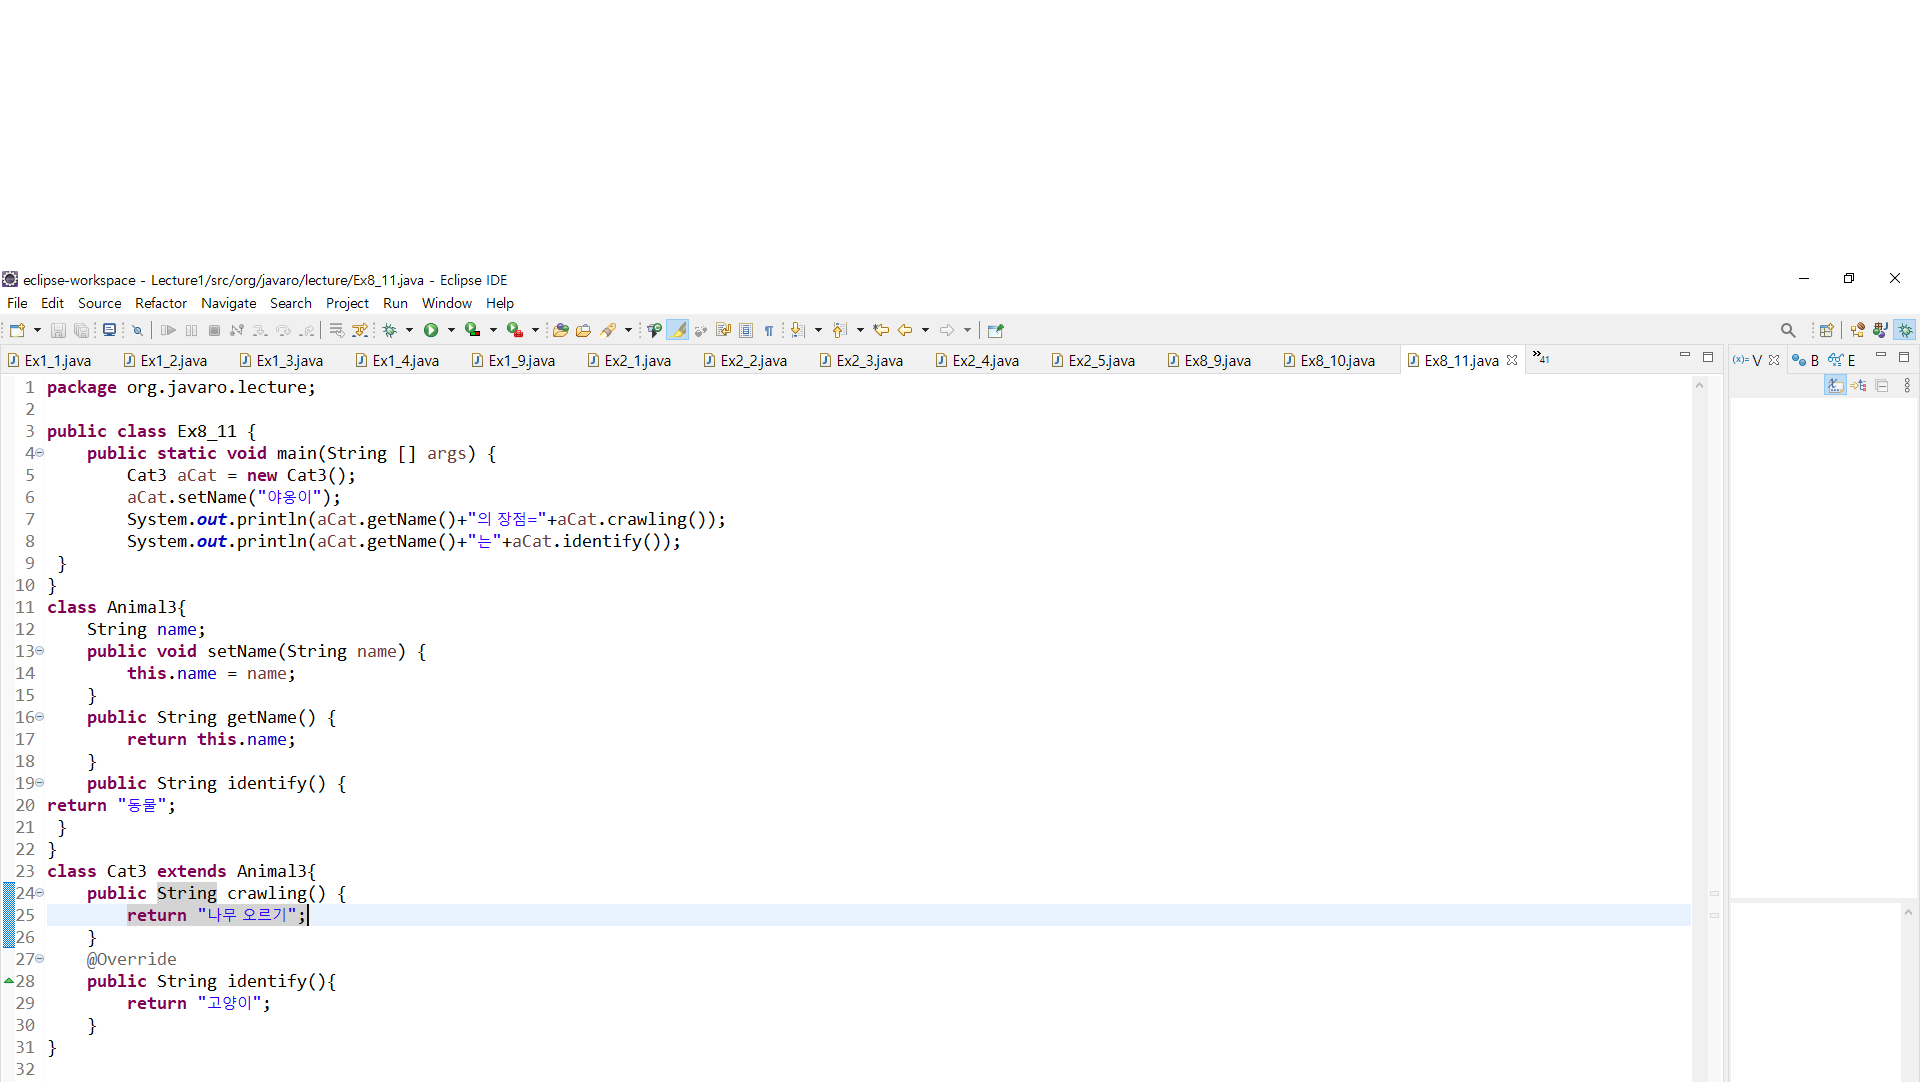 eclipse-workspace - Lecture1/src/org/javaro/lecture/Ex8_11.java - Eclipse IDE
File Edit Source Refactor Navigate Search Project Run Window Help
Ex1_1.java Ex1_2.java Ex1_3.java Ex1_4.java Ex1_9.java Ex2_1.java Ex2_2.java Ex2_3.java Ex2_4.java Ex2_5.java Ex8_9.java Ex8_10.java Ex8_11.java »41 (x)= V B E
1 package org.javaro.lecture;
2
3 public class Ex8_11 {
4 public static void main(String [] args) {
5 Cat3 aCat = new Cat3();
6 aCat.setName("야옹이");
7 System.out.println(aCat.getName()+"의 장점="+aCat.crawling());
8 System.out.println(aCat.getName()+"는"+aCat.identify());
9 }
10 }
11 class Animal3{
12 String name;
13 public void setName(String name) {
14 this.name = name;
15 }
16 public String getName() {
17 return this.name;
18 }
19 public String identify() {
20 return "동물";
21 }
22 }
23 class Cat3 extends Animal3{
24 public String crawling() {
25 return "나무 오르기";
26 }
27 @Override
28 public String identify(){
29 return "고양이";
30 }
31 }
32